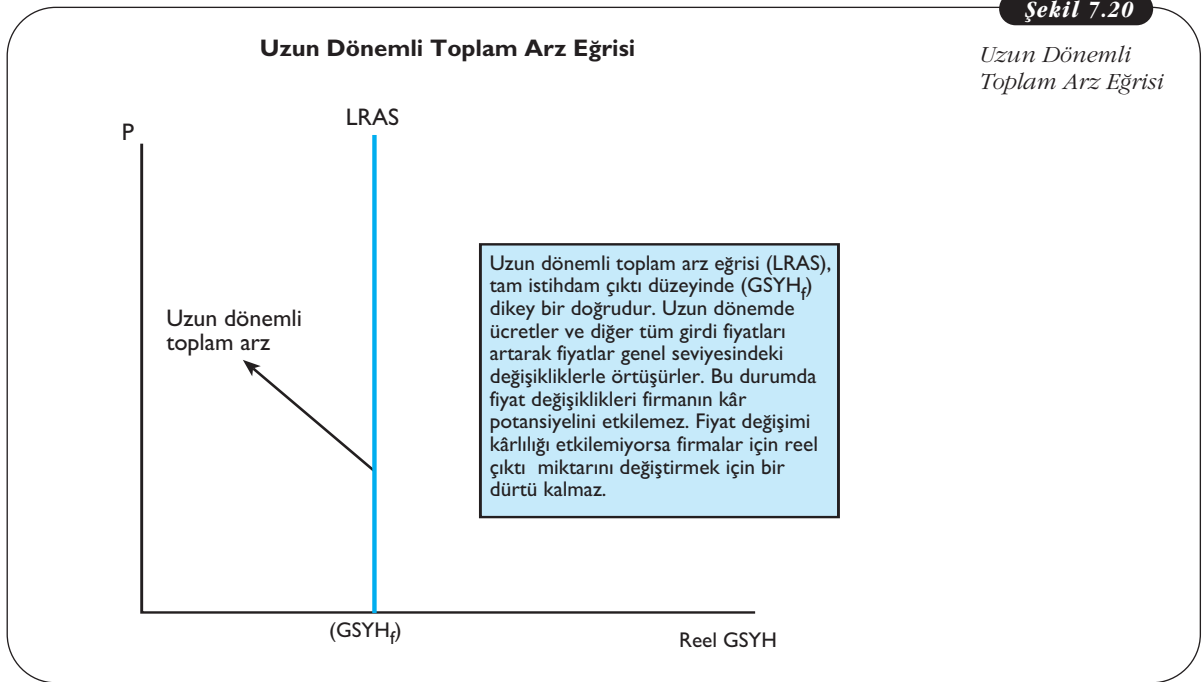 Şekil 7.20
Uzun Dönemli
Toplam Arz Eğrisi
Uzun Dönemli Toplam Arz Eğrisi
P
LRAS
Uzun dönemli
toplam arz
Uzun dönemli toplam arz eğrisi (LRAS),
tam istihdam çıktı düzeyinde (GSYHf)
dikey bir doğrudur. Uzun dönemde
ücretler ve diğer tüm girdi fiyatları
artarak fiyatlar genel seviyesindeki
değişikliklerle örtüşürler. Bu durumda
fiyat değişiklikleri firmanın kâr
potansiyelini etkilemez. Fiyat değişimi
kârlılığı etkilemiyorsa firmalar için reel
çıktı miktarını değiştirmek için bir
dürtü kalmaz.
(GSYHf)
Reel GSYH